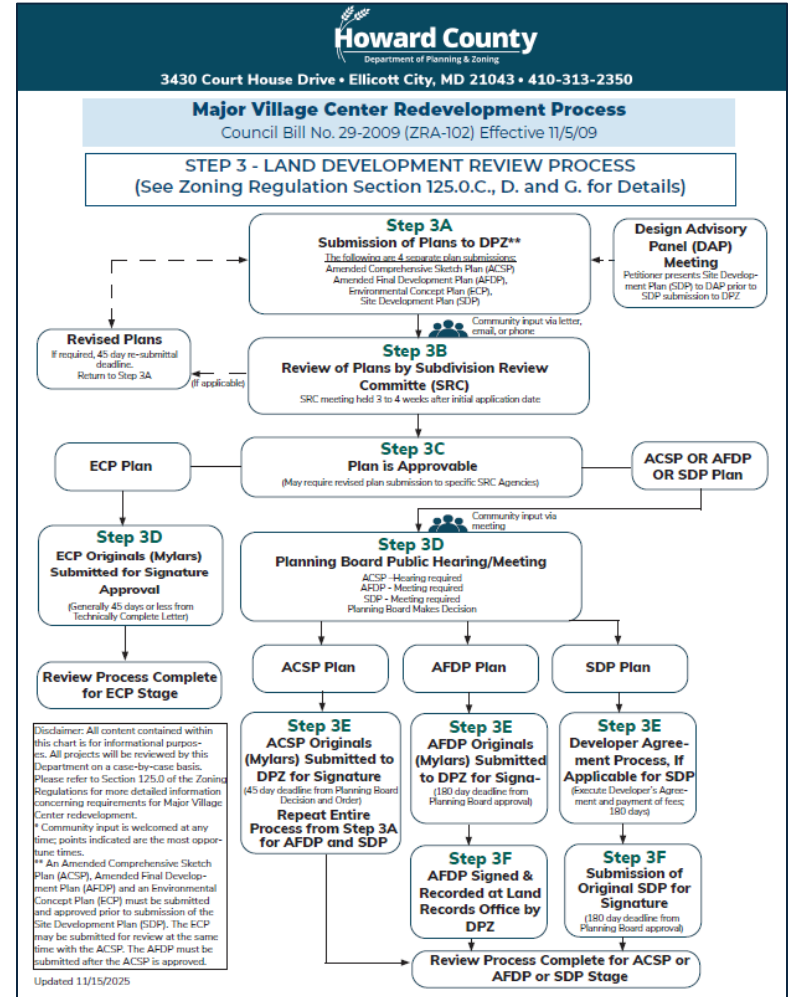 Howard County
Department of Planning & Zoning
3430 Court House Drive • Ellicott City, MD 21043 • 410-313-2350
Major Village Center Redevelopment Process
Council Bill No. 29-2009 (ZRA-102) Effective 11/5/09
STEP 3 - LAND DEVELOPMENT REVIEW PROCESS
(See Zoning Regulation Section 125.0.C., D. and G. for Details)
Step 3A
Submission of Plans to DPZ**
The following are 4 separate plan submissions:
Amended Comprehensive Sketch Plan (ACSP)
Amended Final Development Plan (AFDP),
Environmental Concept Plan (ECP),
Site Development Plan (SDP)
Design Advisory
Panel (DAP)
Meeting
Petitioner presents Site Develop-
ment Plan (SDP) to DAP prior to
SDP submission to DPZ
Community input via letter,
email, or phone
Revised Plans
If required, 45 day re-submittal
deadline.
Return to Step 3A
(If applicable)
Step 3B
Review of Plans by Subdivision Review
Committe (SRC)
SRC meeting held 3 to 4 weeks after initial application date
ECP Plan
Step 3C
Plan is Approvable
(May require revised plan submission to specific SRC Agencies)
ACSP OR AFDP
OR SDP Plan
Community input via
meeting
Step 3D
ECP Originals (Mylars)
Submitted for Signature
Approval
(Generally 45 days or less from
Technically Complete Letter)
Step 3D
Planning Board Public Hearing/Meeting
ACSP -Hearing required
AFDP - Meeting required
SDP - Meeting required
Planning Board Makes Decision
Review Process Complete
for ECP Stage
ACSP Plan
AFDP Plan
SDP Plan
Step 3E
ACSP Originals
(Mylars) Submitted to
DPZ for Signature
(45 day deadline from Planning Board
Decision and Order)
Repeat Entire
Process from Step 3A
for AFDP and SDP
Step 3E
AFDP Originals
(Mylars) Submitted
to DPZ for Signa-
(180 day deadline from
Planning Board approval)
Step 3E
Developer Agree-
ment Process, If
Applicable for SDP
(Execute Developer's Agree-
ment and payment of fees;
180 days)
Step 3F
AFDP Signed &
Recorded at Land
Records Office by
DPZ
Step 3F
Submission of
Original SDP for
Signature
(180 day deadline from
Planning Board approval)
Review Process Complete for ACSP or
AFDP or SDP Stage
Disclaimer: All content contained within
this chart is for informational purpos-
es. All projects will be reviewed by this
Department on a case-by-case basis.
Please refer to Section 125.0 of the Zoning
Regulations for more detailed information
concerning requirements for Major Village
Center redevelopment.
* Community input is welcomed at any
time; points indicated are the most oppor-
tune times.
** An Amended Comprehensive Sketch
Plan (ACSP), Amended Final Develop-
ment Plan (AFDP) and an Environmental
Concept Plan (ECP) must be submitted
and approved prior to submission of the
Site Development Plan (SDP). The ECP
may be submitted for review at the same
time with the ACSP. The AFDP must be
submitted after the ACSP is approved.
Updated 11/15/2025